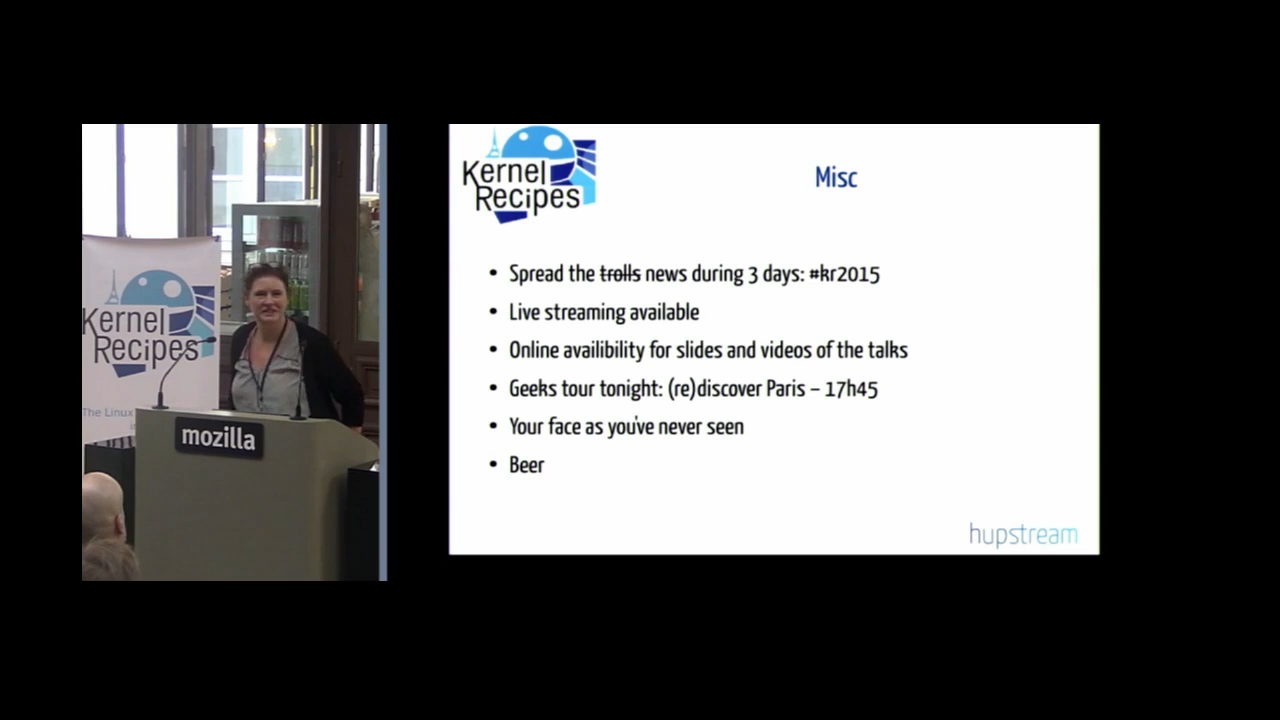 Kernel
Recipes
The Linux
mozilla
Kernel
Recipes
Misc
• Spread the trolls news during 3 days: #kr2015
• Live streaming available
• Online availibility for slides and videos of the talks
• Geeks tour tonight: (re)discover Paris – 17h45
• Your face as you've never seen
• Beer
hupstream